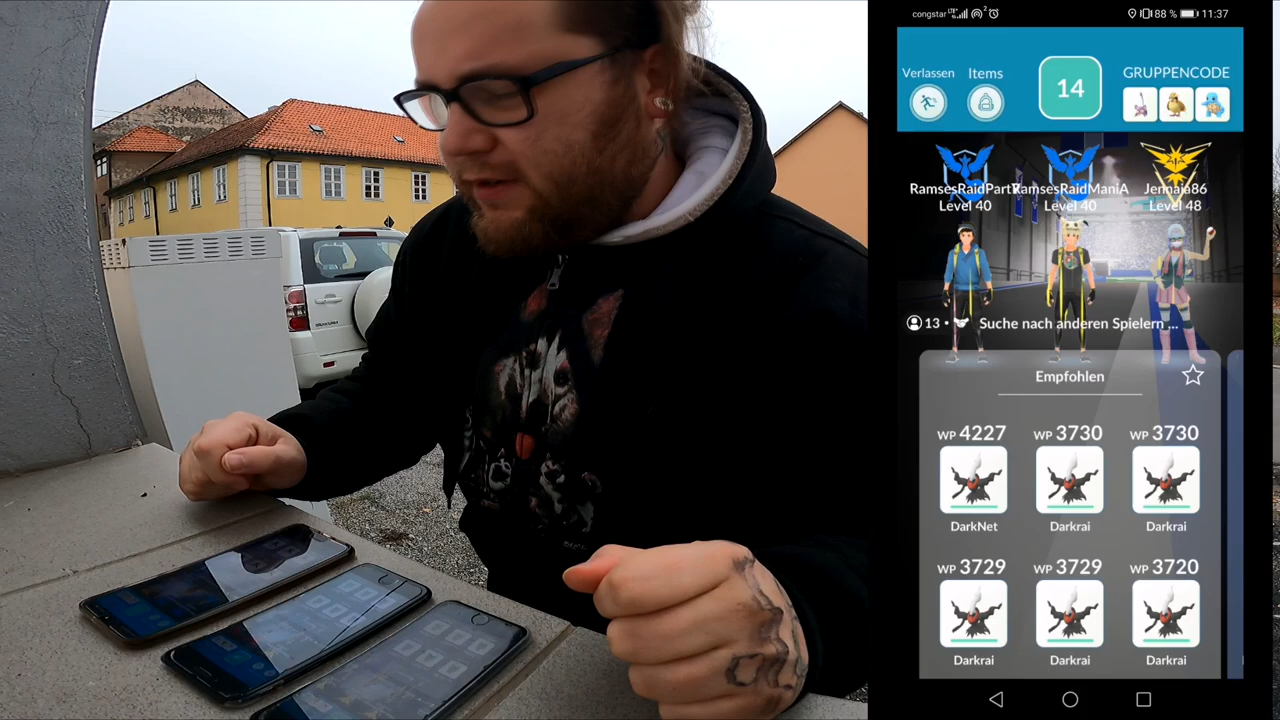 congstar 88 % 11:37
Verlassen Items 14 GRUPPENCODE
RamsesRaidPartY RamsesRaidManiA Jennaja86
Level 40 Level 40 Level 48
13 • Suche nach anderen Spielern ...
Empfohlen
WP 4227 WP 3730 WP 3730
DarkNet Darkrai Darkrai
WP 3729 WP 3729 WP 3720
Darkrai Darkrai Darkrai